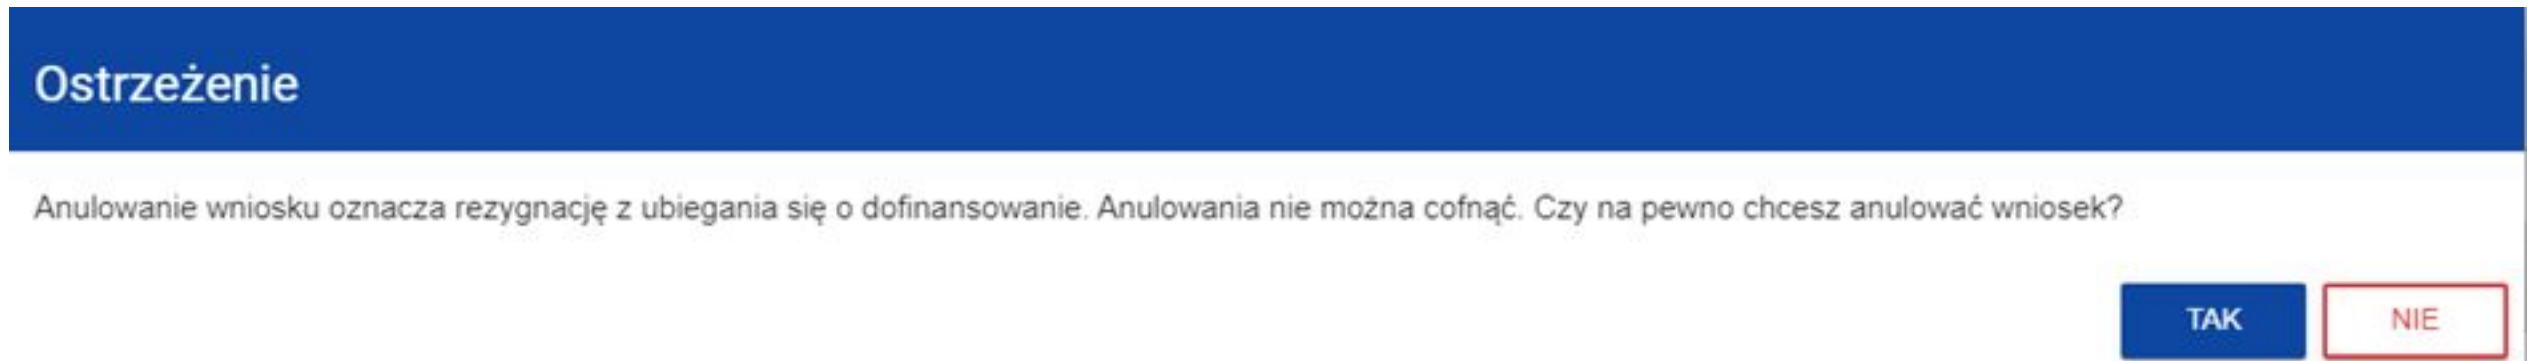 Ostrzeżenie
Anulowanie wniosku oznacza rezygnację z ubiegania się o dofinansowanie. Anulowania nie można cofnąć. Czy na pewno chcesz anulować wniosek?
TAK NIE